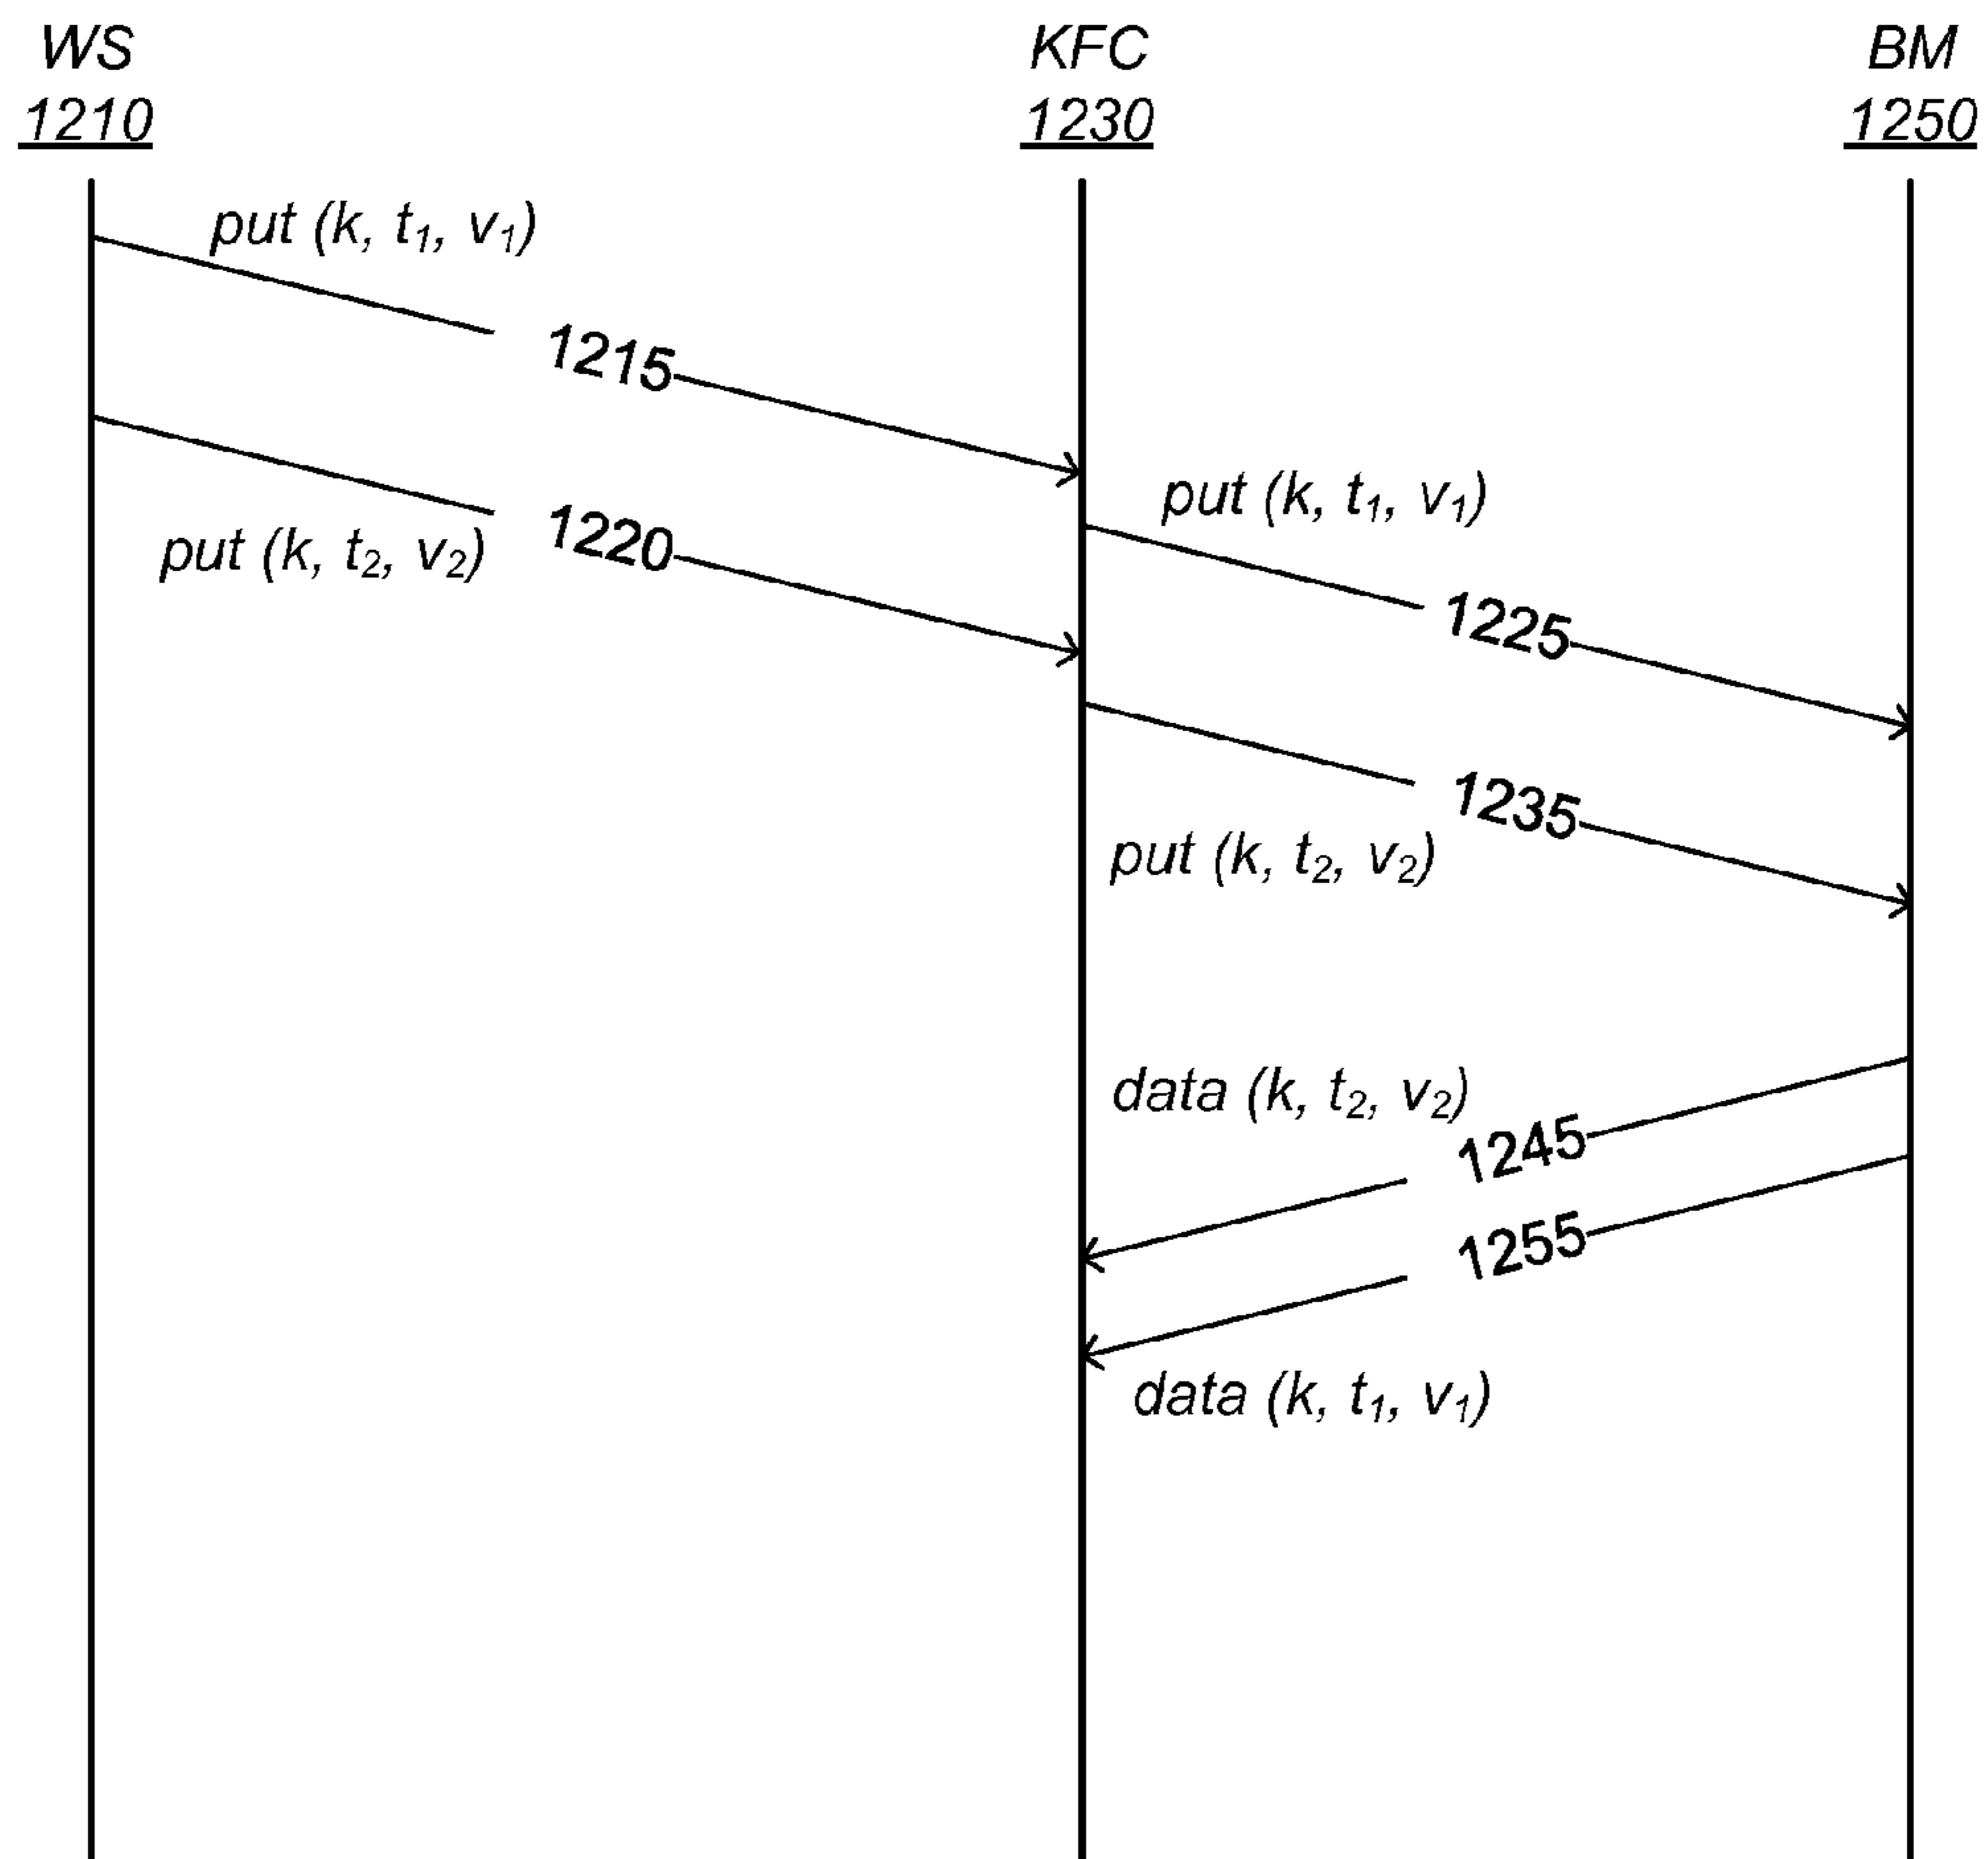 WS
1210
KFC
1230
BM
1250
put (k, t₁, v₁)
1215
put (k, t₂, v₂)
1220
put (k, t₁, v₁)
1225
1235
put (k, t₂, v₂)
data (k, t₂, v₂)
1245
1255
data (k, t₁, v₁)